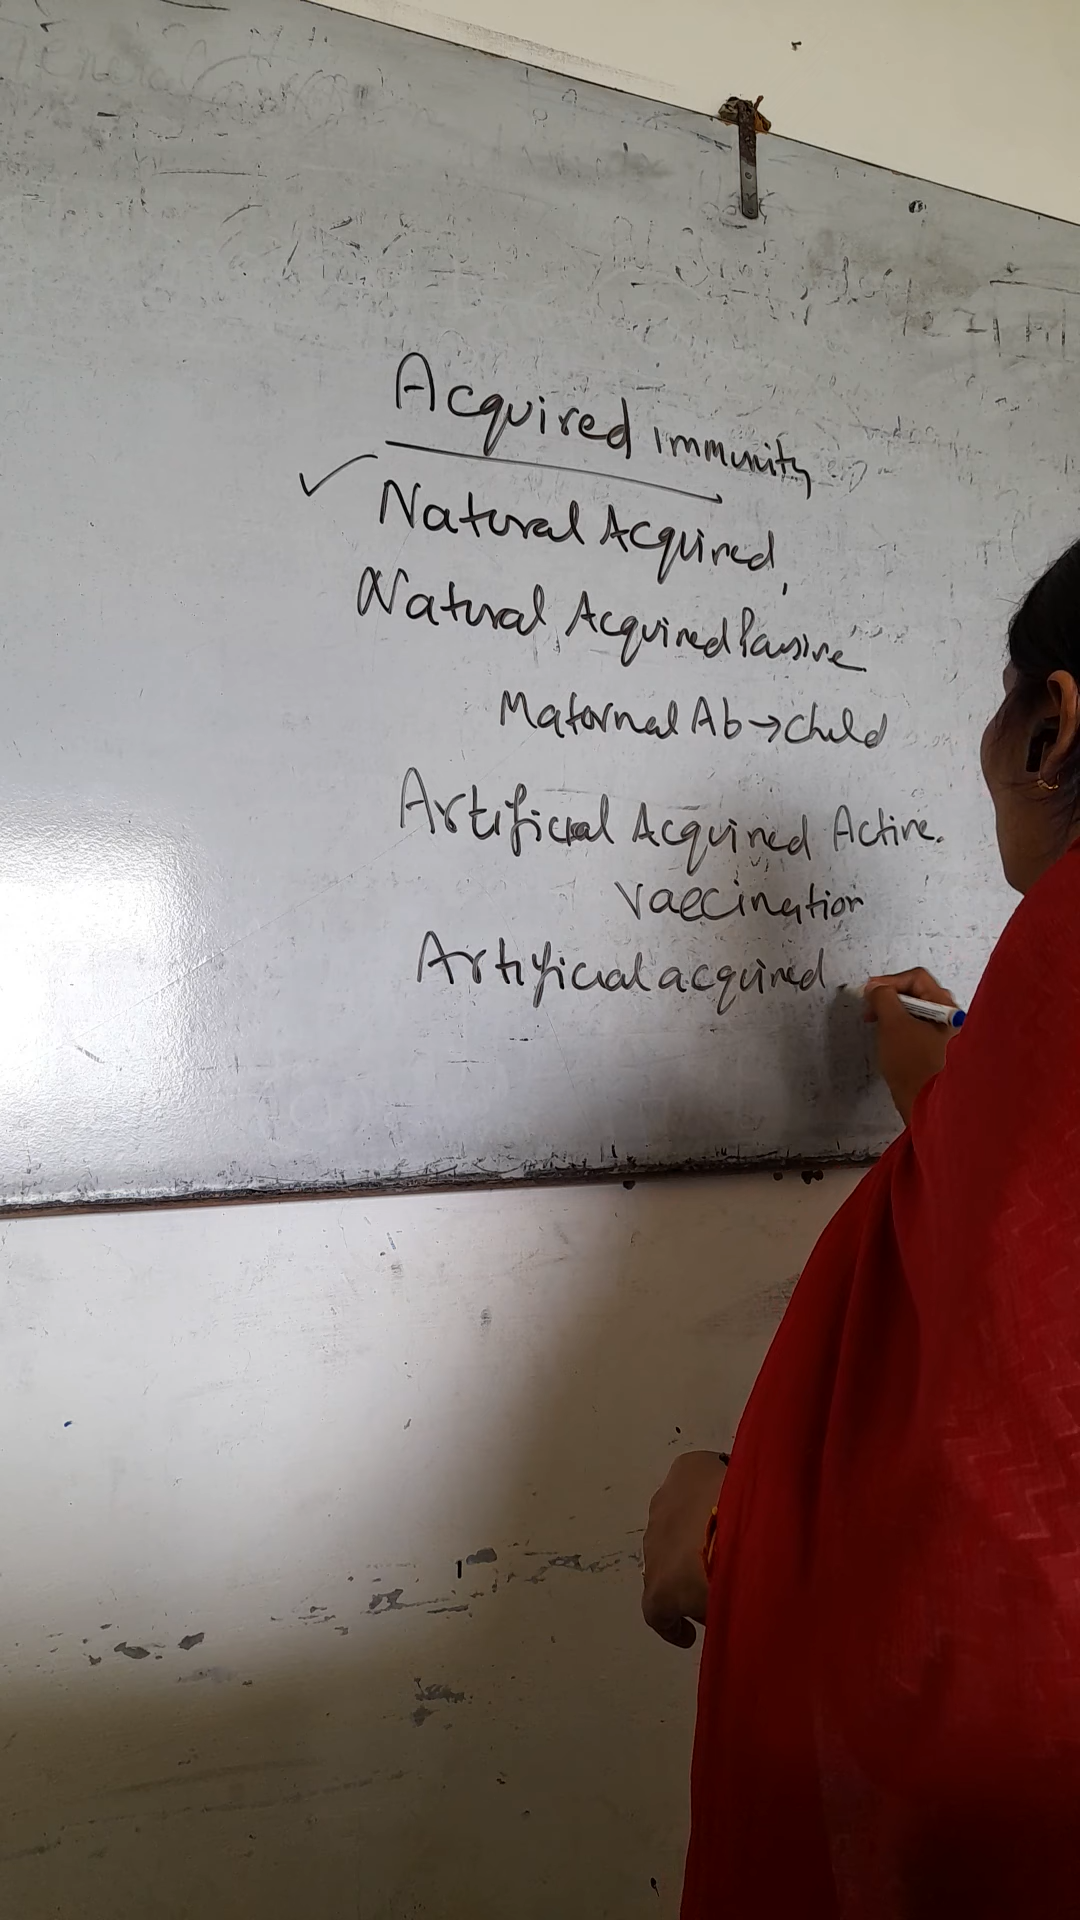 Acquired immunity
Natural Acquired,
Natural Acquired Passive
Maternal Ab → child
Artificial Acquired Active.
Vaccination
Artificial acquired